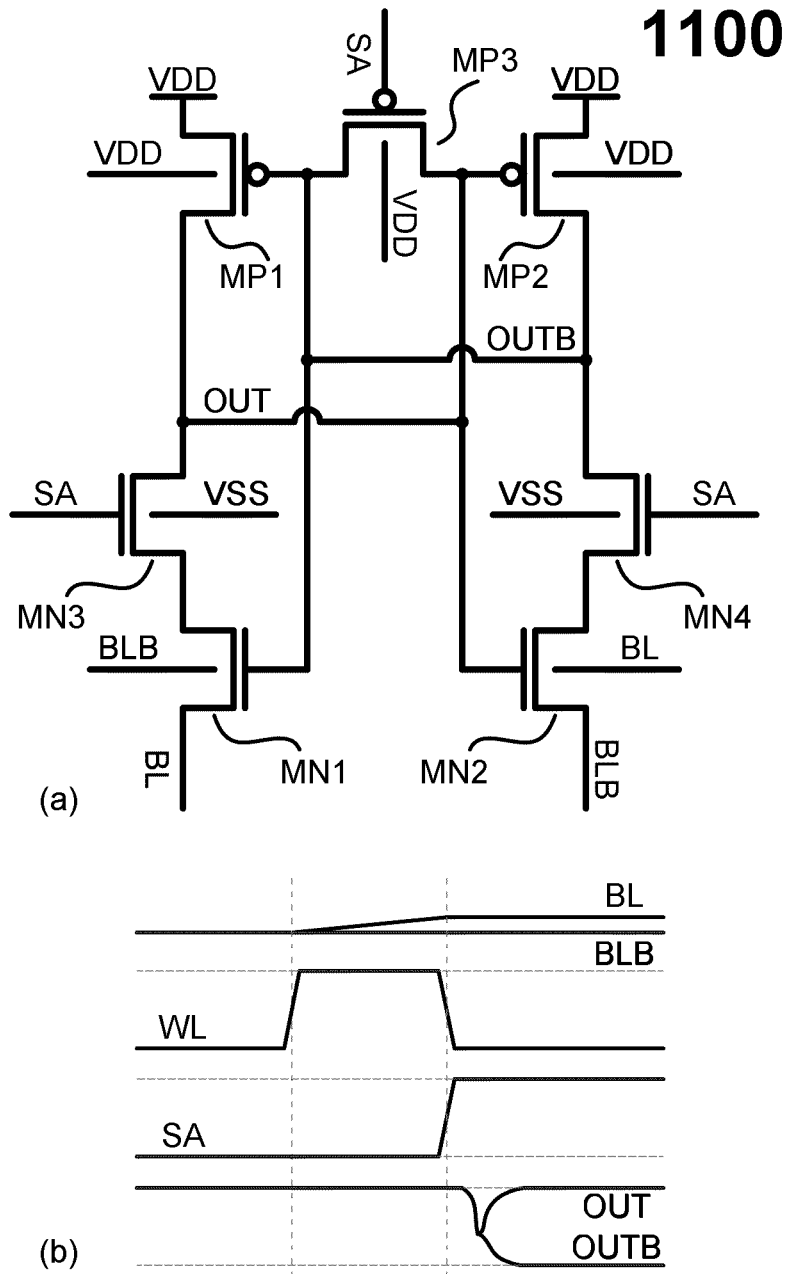 1100
SA
MP3
VDD
VDD
VDD
VDD
VDD
MP1
MP2
OUTB
OUT
SA
VSS
VSS
SA
MN3
MN4
BLB
BL
BL
MN1
MN2
BLB
(a)
BL
BLB
WL
SA
OUT
OUTB
(b)